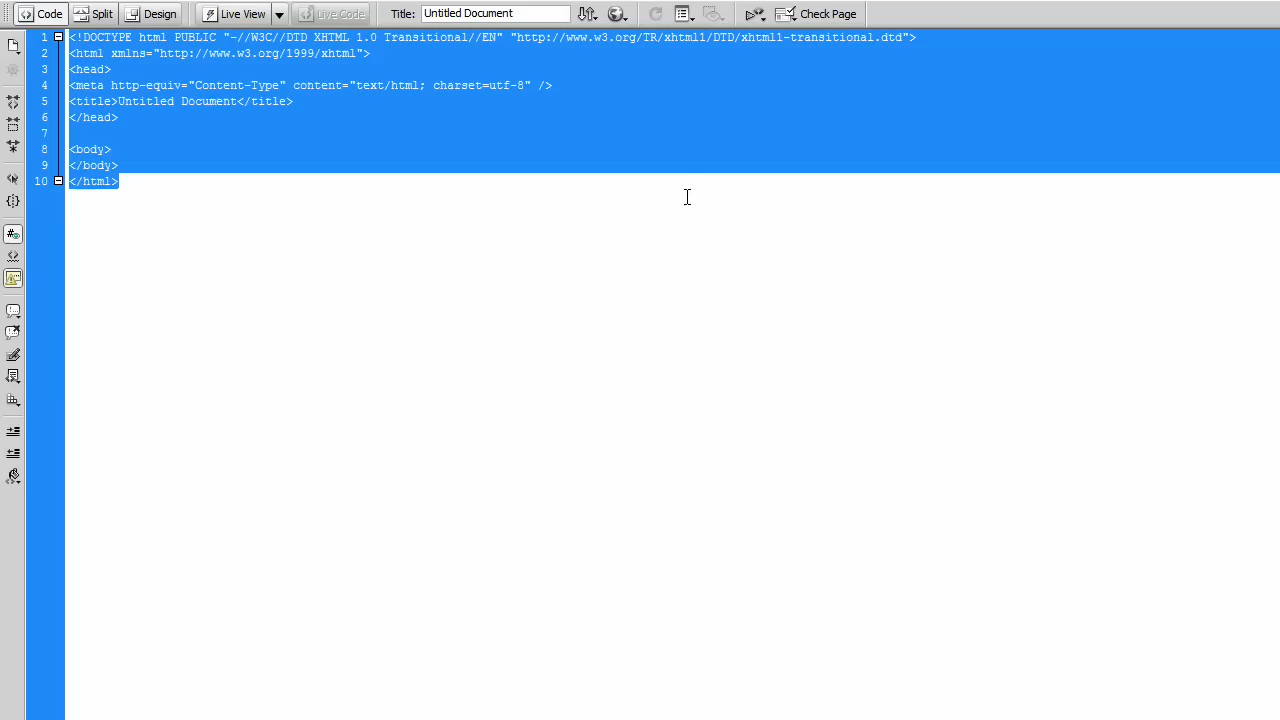 Code Split Design Live View Live Code Title: Untitled Document Check Page
1 <!DOCTYPE html PUBLIC "-//W3C//DTD XHTML 1.0 Transitional//EN" "http://www.w3.org/TR/xhtml1/DTD/xhtml1-transitional.dtd">
2 <html xmlns="http://www.w3.org/1999/xhtml">
3 <head>
4 <meta http-equiv="Content-Type" content="text/html; charset=utf-8" />
5 <title>Untitled Document</title>
6 </head>
7
8 <body>
9 </body>
10 </html>